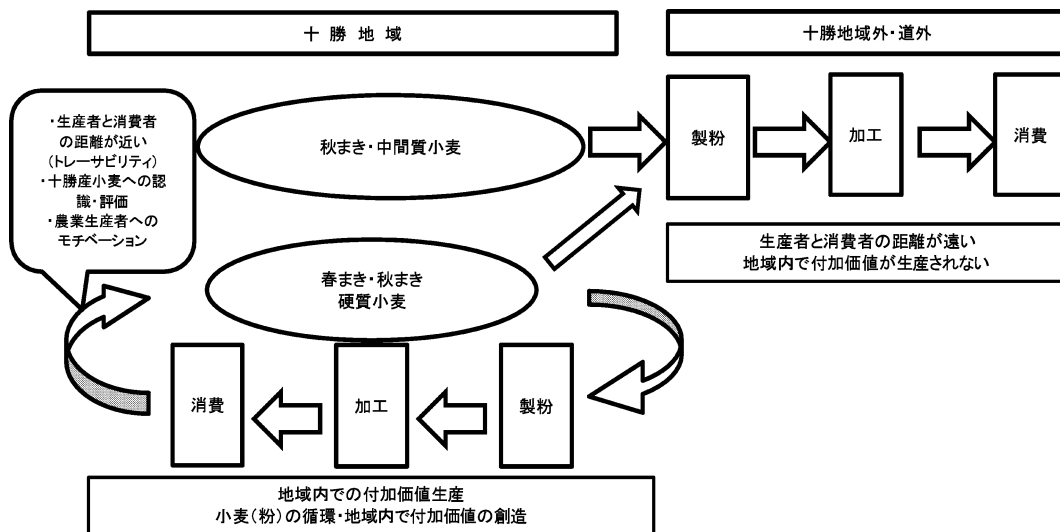 十 勝 地 域
十勝地域外・道外
・生産者と消費者
の距離が近い
(トレーサビリティ)
・十勝産小麦への認
識・評価
・農業生産者への
モチベーション
秋まき・中間質小麦
製粉
加工
消費
生産者と消費者の距離が遠い
地域内で付加価値が生産されない
春まき・秋まき
硬質小麦
消費
加工
製粉
地域内での付加価値生産
小麦(粉)の循環・地域内で付加価値の創造